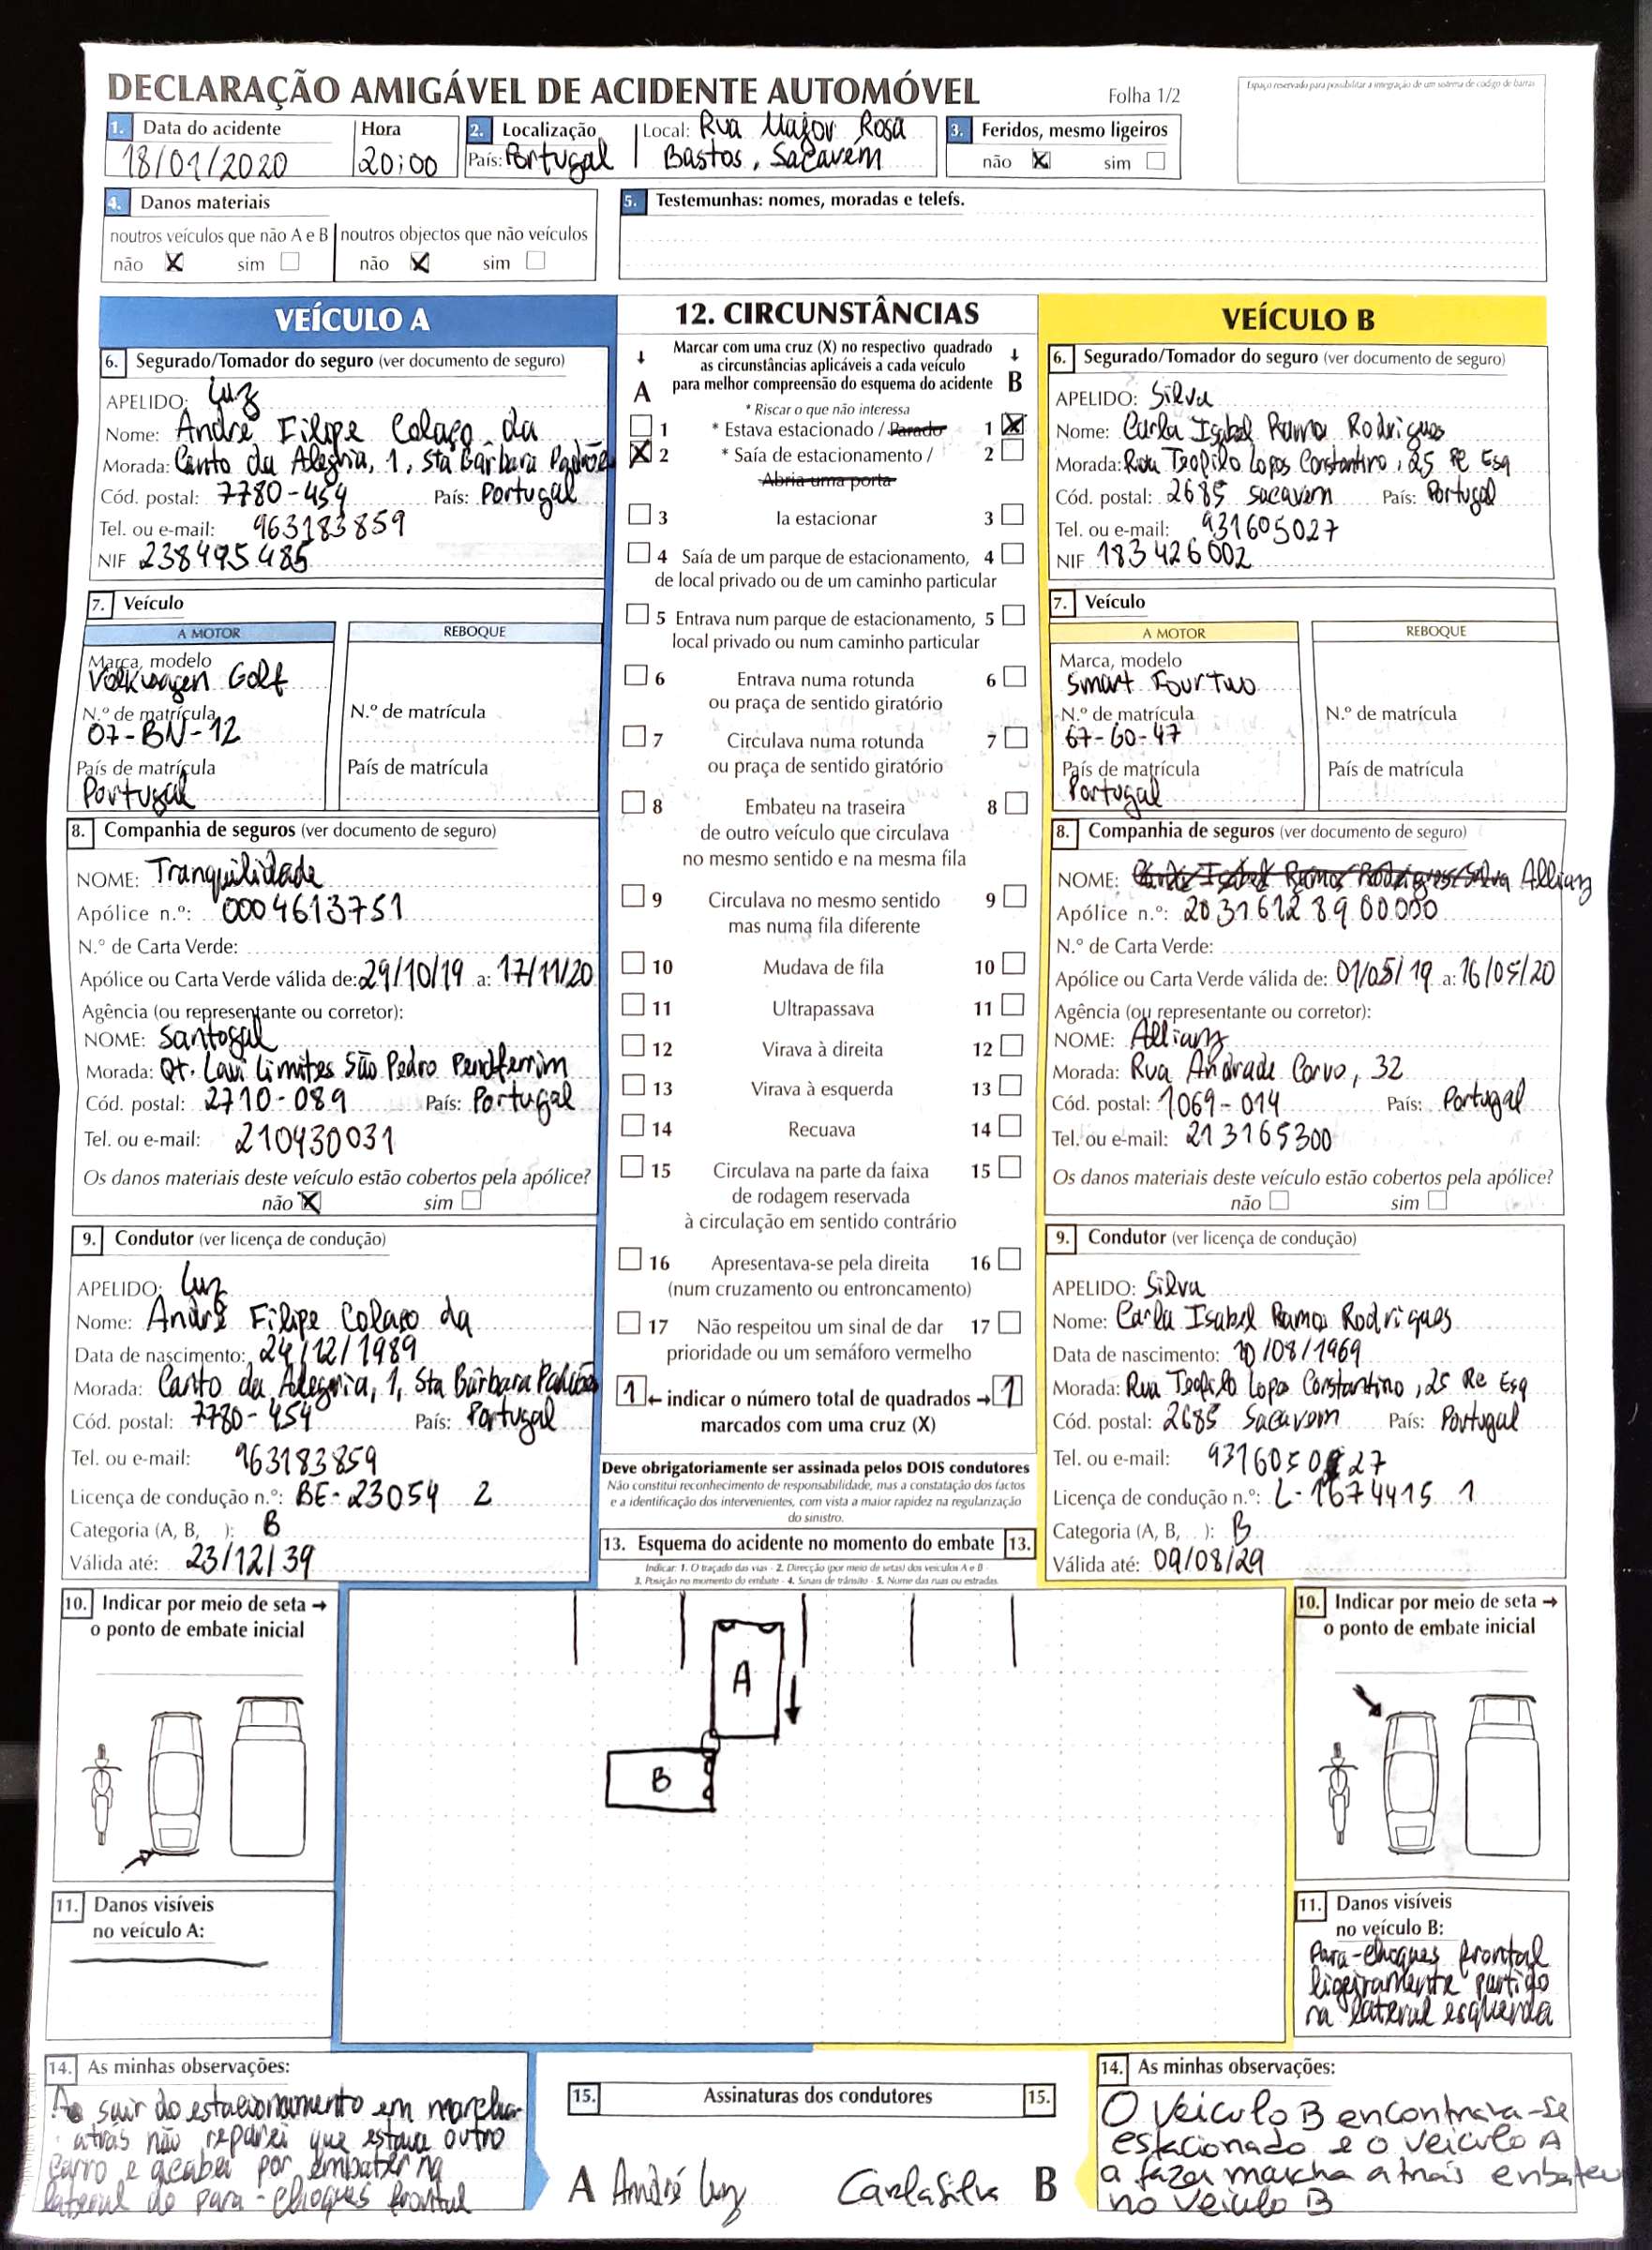 DECLARAÇÃO AMIGÁVEL DE ACIDENTE AUTOMÓVEL
Folha 1/2
Espaço reservado para possibilitar a integração de um sistema de código de barras
1. Data do acidente
18/01/2020
Hora
20:00
2. Localização
País: Portugal
Local: Rua Major Rosa
Bastos, Sacavém
3. Feridos, mesmo ligeiros
não X sim
4. Danos materiais
noutros veículos que não A e B
não X sim
noutros objectos que não veículos
não X sim
5. Testemunhas: nomes, moradas e telefs.
VEÍCULO A
6. Segurado/Tomador do seguro (ver documento de seguro)
APELIDO: Luz
Nome: André Filipe Colaço da
Morada: Canto da Alegria, 1, Sta Bárbara Padrões
Cód. postal: 7780-454 País: Portugal
Tel. ou e-mail: 963183859
NIF 238495485
7. Veículo
A MOTOR
Marca, modelo
Volkwagen Golf
N.º de matrícula
07-BN-12
País de matrícula
Portugal
REBOQUE
N.º de matrícula
País de matrícula
8. Companhia de seguros (ver documento de seguro)
NOME: Tranquilidade
Apólice n.º: 0004613751
N.º de Carta Verde:
Apólice ou Carta Verde válida de: 29/10/19 a: 17/11/20
Agência (ou representante ou corretor):
NOME: Santogal
Morada: Qt. Lavi Limites São Pedro Penaferrim
Cód. postal: 2710-089 País: Portugal
Tel. ou e-mail: 210430031
Os danos materiais deste veículo estão cobertos pela apólice?
não X sim
9. Condutor (ver licença de condução)
APELIDO: Luz
Nome: André Filipe Colaço da
Data de nascimento: 24/12/1989
Morada: Canto da Alegria, 1, Sta Bárbara Padrões
Cód. postal: 7780-454 País: Portugal
Tel. ou e-mail: 963183859
Licença de condução n.º: BE-23054 2
Categoria (A, B, ): B
Válida até: 23/12/39
10. Indicar por meio de seta →
o ponto de embate inicial
11. Danos visíveis
no veículo A:
14. As minhas observações:
Ao sair do estacionamento em marcha-
atrás não reparei que estava outro
carro e acabei por embater na
lateral do para-choques frontal
12. CIRCUNSTÂNCIAS
Marcar com uma cruz (X) no respectivo quadrado
as circunstâncias aplicáveis a cada veículo
para melhor compreensão do esquema do acidente
A B
* Riscar o que não interessa
1 * Estava estacionado / Parado 1 X
X 2 * Saía de estacionamento / 2
Abria uma porta
3 Ia estacionar 3
4 Saía de um parque de estacionamento, 4
de local privado ou de um caminho particular
5 Entrava num parque de estacionamento, 5
local privado ou num caminho particular
6 Entrava numa rotunda 6
ou praça de sentido giratório
7 Circulava numa rotunda 7
ou praça de sentido giratório
8 Embateu na traseira 8
de outro veículo que circulava
no mesmo sentido e na mesma fila
9 Circulava no mesmo sentido 9
mas numa fila diferente
10 Mudava de fila 10
11 Ultrapassava 11
12 Virava à direita 12
13 Virava à esquerda 13
14 Recuava 14
15 Circulava na parte da faixa 15
de rodagem reservada
à circulação em sentido contrário
16 Apresentava-se pela direita 16
(num cruzamento ou entroncamento)
17 Não respeitou um sinal de dar 17
prioridade ou um semáforo vermelho
1 ← indicar o número total de quadrados → 1
marcados com uma cruz (X)
Deve obrigatoriamente ser assinada pelos DOIS condutores
Não constitui reconhecimento de responsabilidade, mas a constatação dos factos
e a identificação dos intervenientes, com vista a maior rapidez na regularização
do sinistro.
13. Esquema do acidente no momento do embate 13.
Indicar: 1. O traçado das vias - 2. Direcção (por meio de setas) dos veículos A e B -
3. Posição no momento do embate - 4. Sinais de trânsito - 5. Nome das ruas ou estradas.
A
B
15. Assinaturas dos condutores 15.
A André Luz Carla Silva B
VEÍCULO B
6. Segurado/Tomador do seguro (ver documento de seguro)
APELIDO: Silva
Nome: Carla Isabel Ramos Rodrigues
Morada: Rua Teofilo Lopes Constantino, 25 Re Esq
Cód. postal: 2685 Sacavem País: Portugal
Tel. ou e-mail: 931605027
NIF 183426002
7. Veículo
A MOTOR
Marca, modelo
Smart Fourtwo
N.º de matrícula
67-60-47
País de matrícula
Portugal
REBOQUE
N.º de matrícula
País de matrícula
8. Companhia de seguros (ver documento de seguro)
NOME: Carla Isabel Ramos Rodrigues Silva Allianz
Apólice n.º: 203161289 00000
N.º de Carta Verde:
Apólice ou Carta Verde válida de: 01/05/19 a: 16/05/20
Agência (ou representante ou corretor):
NOME: Allianz
Morada: Rua Andrade Corvo, 32
Cód. postal: 1069-014 País: Portugal
Tel. ou e-mail: 213165300
Os danos materiais deste veículo estão cobertos pela apólice?
não sim
9. Condutor (ver licença de condução)
APELIDO: Silva
Nome: Carla Isabel Ramos Rodrigues
Data de nascimento: 10/08/1969
Morada: Rua Teofilo Lopes Constantino, 25 Re Esq
Cód. postal: 2685 Sacavem País: Portugal
Tel. ou e-mail: 931605027
Licença de condução n.º: L-1674415 1
Categoria (A, B, ): B
Válida até: 09/08/29
10. Indicar por meio de seta →
o ponto de embate inicial
11. Danos visíveis
no veículo B:
Para-choques frontal
ligeiramente partido
na lateral esquerda
14. As minhas observações:
O Veiculo B encontrava-se
estacionado e o veiculo A
a fazer marcha atrás embateu
no veiculo B